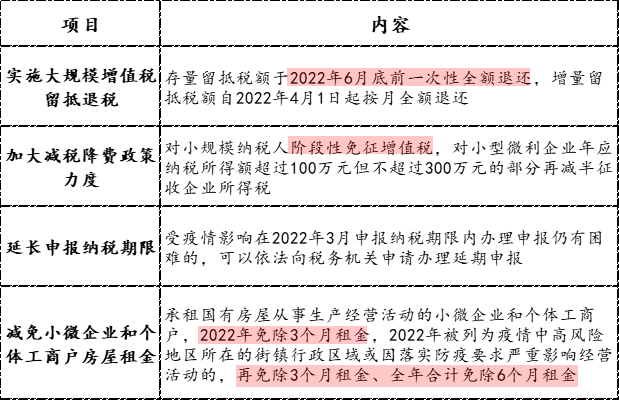 项目
内容
实施大规模增值税
留抵退税
存量留抵税额于2022年6月底前一次性全额退还，增量留
抵税额自2022年4月1日起按月全额退还
加大减税降费政策
力度
对小规模纳税人阶段性免征增值税，对小型微利企业年应
纳税所得额超过100万元但不超过300万元的部分再减半征
收企业所得税
延长申报纳税期限
受疫情影响在2022年3月申报纳税期限内办理申报仍有困
难的，可以依法向税务机关申请办理延期申报
减免小微企业和个
体工商户房屋租金
承租国有房屋从事生产经营活动的小微企业和个体工商
户，2022年免除3个月租金，2022年被列为疫情中高风险
地区所在的街镇行政区域或因落实防疫要求严重影响经营
活动的，再免除3个月租金、全年合计免除6个月租金